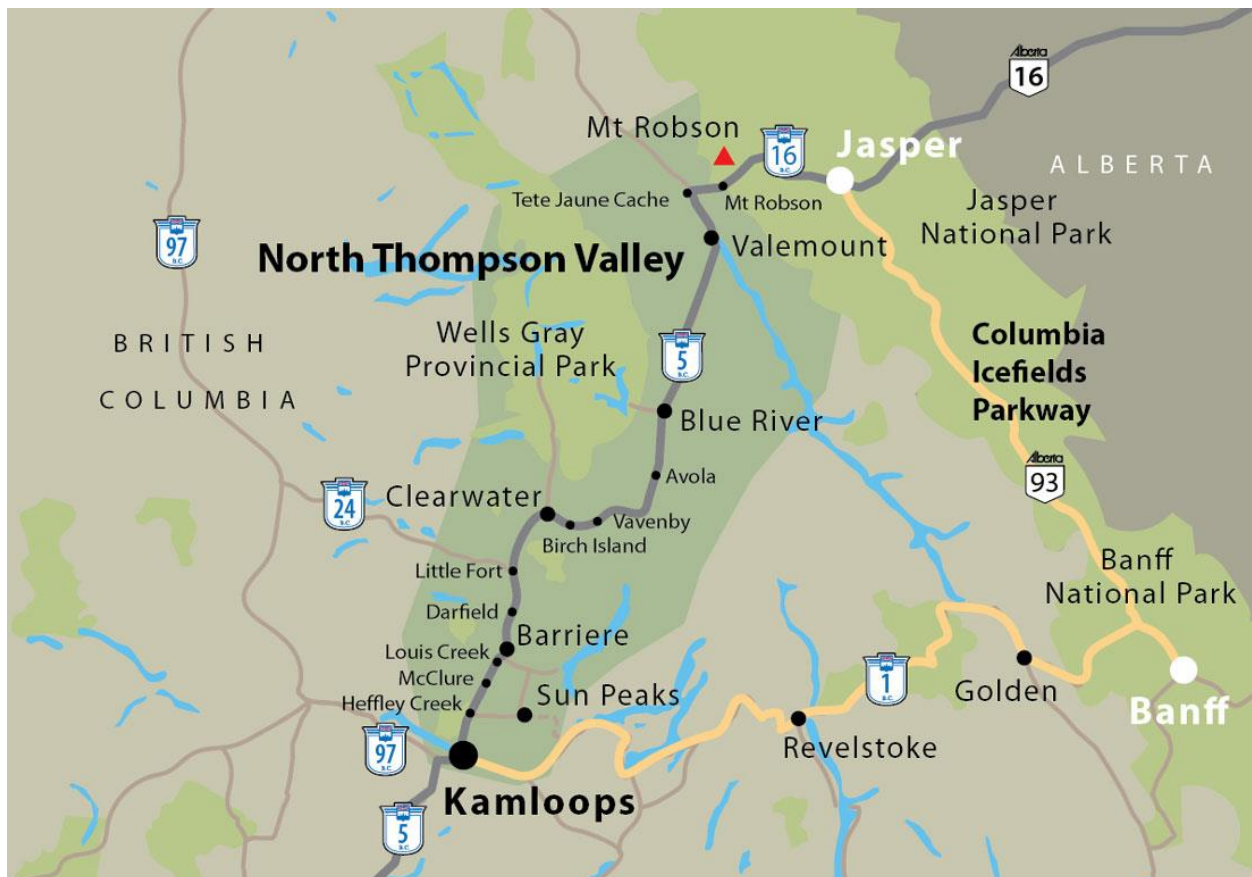 Alberta
16
Mt Robson
16
Jasper
ALBERTA
Tete Jaune Cache
Mt Robson
Jasper
National Park
97
B.C.
Valemount
North Thompson Valley
BRITISH
COLUMBIA
Wells Gray
Provincial Park
5
B.C.
Columbia
Icefields
Parkway
Blue River
Alberta
93
Avola
24
B.C.
Clearwater
Vavenby
Birch Island
Little Fort
Banff
National Park
Darfield
Barriere
Louis Creek
McClure
Sun Peaks
Heffley Creek
1
B.C.
Golden
Banff
97
B.C.
Revelstoke
Kamloops
5
B.C.